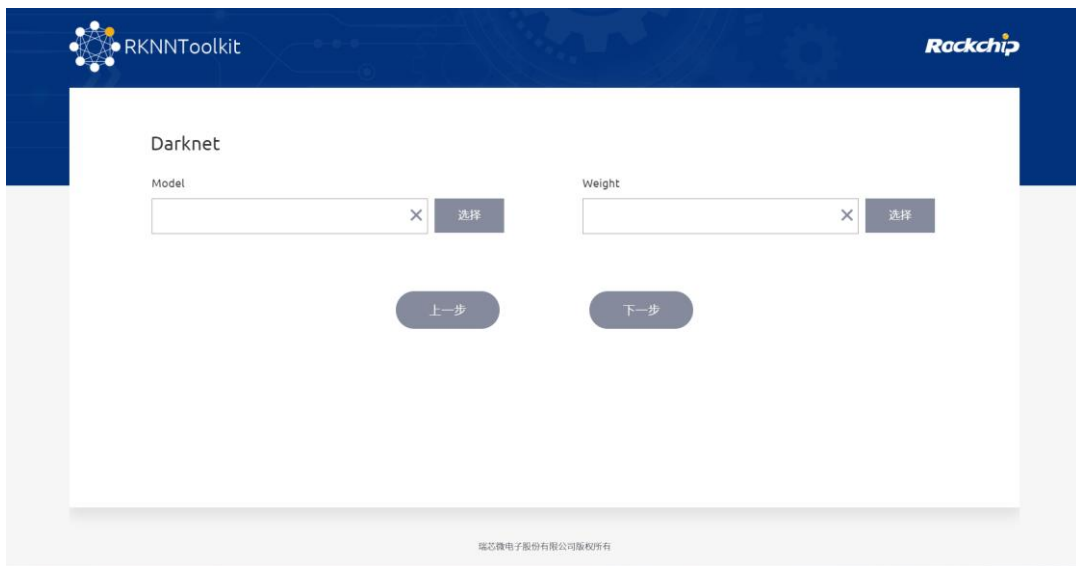 RKNNToolkit
Rockchip
Darknet
Model
Weight
选择
选择
上一步
下一步
瑞芯微电子股份有限公司版权所有